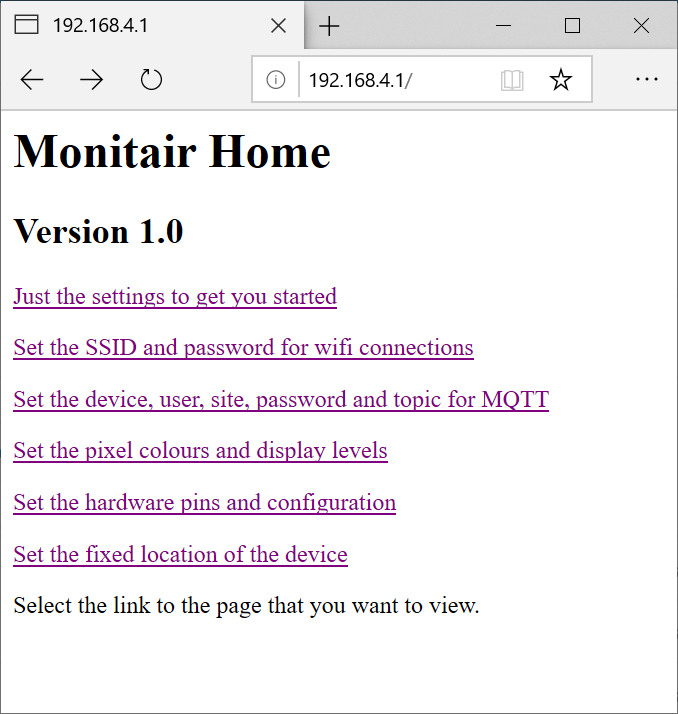 192.168.4.1
192.168.4.1/
Monitair Home
Version 1.0
Just the settings to get you started
Set the SSID and password for wifi connections
Set the device, user, site, password and topic for MQTT
Set the pixel colours and display levels
Set the hardware pins and configuration
Set the fixed location of the device
Select the link to the page that you want to view.